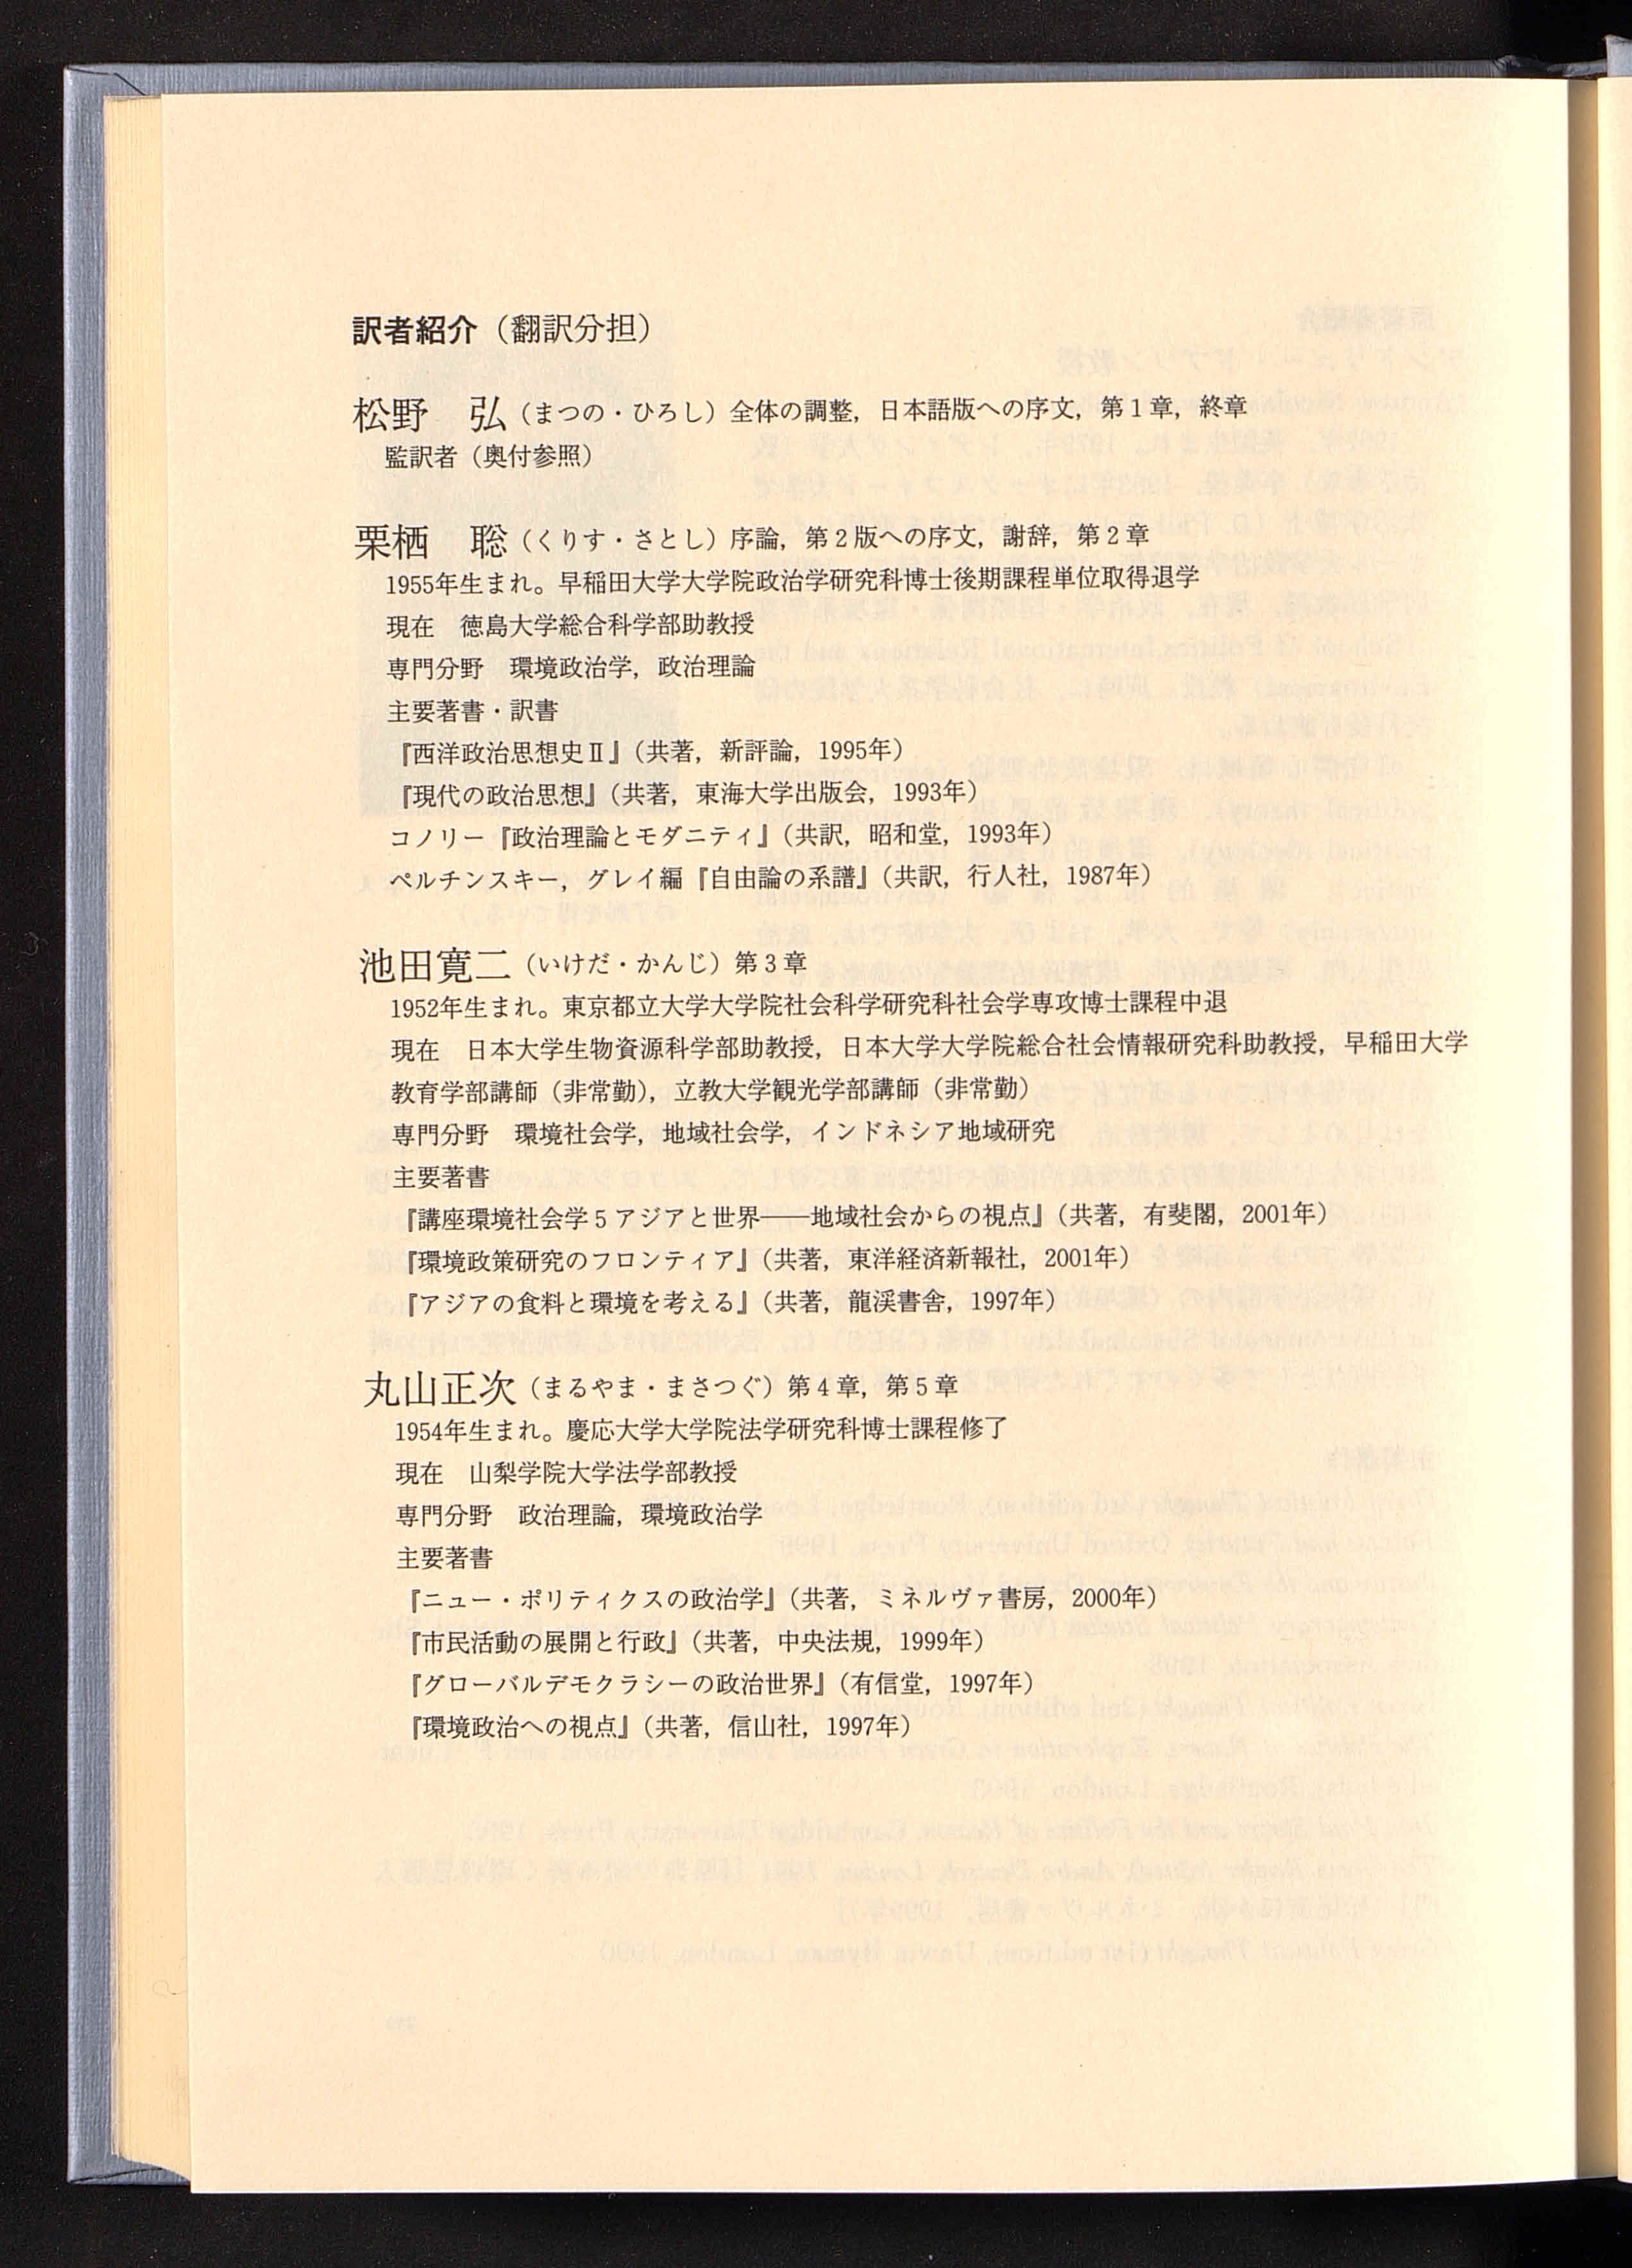 訳者紹介（翻訳分担）
松野　弘（まつの・ひろし）全体の調整，日本語版への序文，第1章，終章
監訳者（奥付参照）
栗栖　聡（くりす・さとし）序論，第2版への序文，謝辞，第2章
1955年生まれ。早稲田大学大学院政治学研究科博士後期課程単位取得退学
現在　徳島大学総合科学部助教授
専門分野　環境政治学，政治理論
主要著書・訳書
『西洋政治思想史Ⅱ』（共著，新評論，1995年）
『現代の政治思想』（共著，東海大学出版会，1993年）
コノリー『政治理論とモダニティ』（共訳，昭和堂，1993年）
ペルチンスキー，グレイ編『自由論の系譜』（共訳，行人社，1987年）
池田寛二（いけだ・かんじ）第3章
1952年生まれ。東京都立大学大学院社会科学研究科社会学専攻博士課程中退
現在　日本大学生物資源科学部助教授，日本大学大学院総合社会情報研究科助教授，早稲田大学
教育学部講師（非常勤），立教大学観光学部講師（非常勤）
専門分野　環境社会学，地域社会学，インドネシア地域研究
主要著書
『講座環境社会学5 アジアと世界――地域社会からの視点』（共著，有斐閣，2001年）
『環境政策研究のフロンティア』（共著，東洋経済新報社，2001年）
『アジアの食料と環境を考える』（共著，龍渓書舎，1997年）
丸山正次（まるやま・まさつぐ）第4章，第5章
1954年生まれ。慶応大学大学院法学研究科博士課程修了
現在　山梨学院大学法学部教授
専門分野　政治理論，環境政治学
主要著書
『ニュー・ポリティクスの政治学』（共著，ミネルヴァ書房，2000年）
『市民活動の展開と行政』（共著，中央法規，1999年）
『グローバルデモクラシーの政治世界』（有信堂，1997年）
『環境政治への視点』（共著，信山社，1997年）